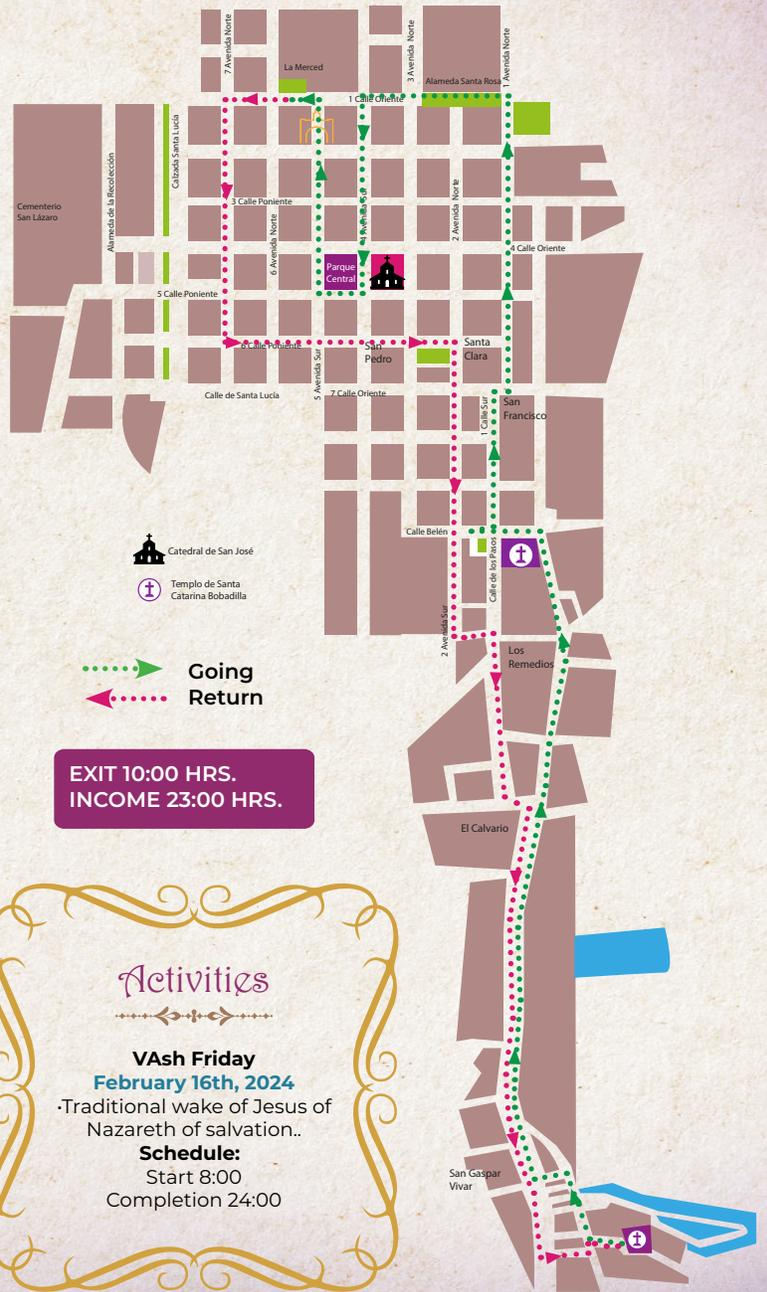 7 Avenida Norte
La Merced
3 Avenida Norte
Alameda Santa Rosa
1 Avenida Norte
1 Calle Oriente
Calzada Santa Lucía
Alameda de la Recolección
Cementerio
San Lázaro
3 Calle Poniente
6 Avenida Norte
4 Avenida Sur
2 Avenida Norte
4 Calle Oriente
Parque
Central
5 Calle Poniente
6 Calle Poniente
San
Pedro
Santa
Clara
5 Avenida Sur
Calle de Santa Lucía
7 Calle Oriente
1 Calle Sur
San
Francisco
Calle Belén
Calle de los Pasos
Catedral de San José
Templo de Santa
Catarina Bobadilla
2 Avenida Sur
Los
Remedios
Going
Return
EXIT 10:00 HRS.
INCOME 23:00 HRS.
El Calvario
Activities
VAsh Friday
February 16th, 2024
·Traditional wake of Jesus of
Nazareth of salvation..
Schedule:
Start 8:00
Completion 24:00
San Gaspar
Vivar